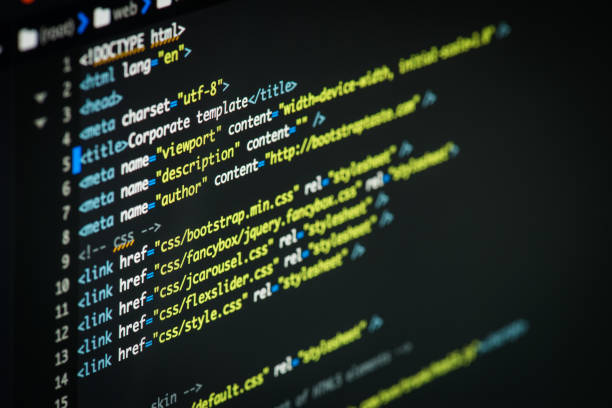 (root) web
1 <!DOCTYPE html>
2 <html lang="en">
3 <head>
4 <meta charset="utf-8">
5 <title>Corporate template</title>
6 <meta name="viewport" content="width=device-width, initial-scale=1.0" />
7 <meta name="description" content="" />
8 <meta name="author" content="http://bootstraptaste.com" />
9 <!-- css -->
10 <link href="css/bootstrap.min.css" rel="stylesheet" />
11 <link href="css/fancybox/jquery.fancybox.css" rel="stylesheet">
12 <link href="css/jcarousel.css" rel="stylesheet" />
13 <link href="css/flexslider.css" rel="stylesheet" />
14 <link href="css/style.css" rel="stylesheet" />
15
skin -->
/default.css" rel="stylesheet" />
of HTML5 elements -->